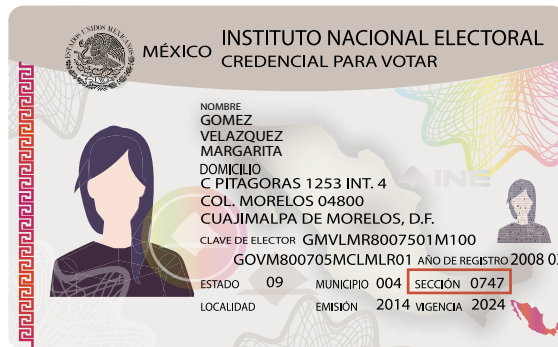 MÉXICO
INSTITUTO NACIONAL ELECTORAL
CREDENCIAL PARA VOTAR
NOMBRE
GOMEZ
VELAZQUEZ
MARGARITA
DOMICILIO
C PITAGORAS 1253 INT. 4
COL. MORELOS 04800
CUAJIMALPA DE MORELOS, D.F.
INE
CLAVE DE ELECTOR GMVLMR8007501M100
GOVM800705MCLMLR01 AÑO DE REGISTRO 2008 0
ESTADO 09 MUNICIPIO 004 SECCIÓN 0747
LOCALIDAD EMISIÓN 2014 VIGENCIA 2024